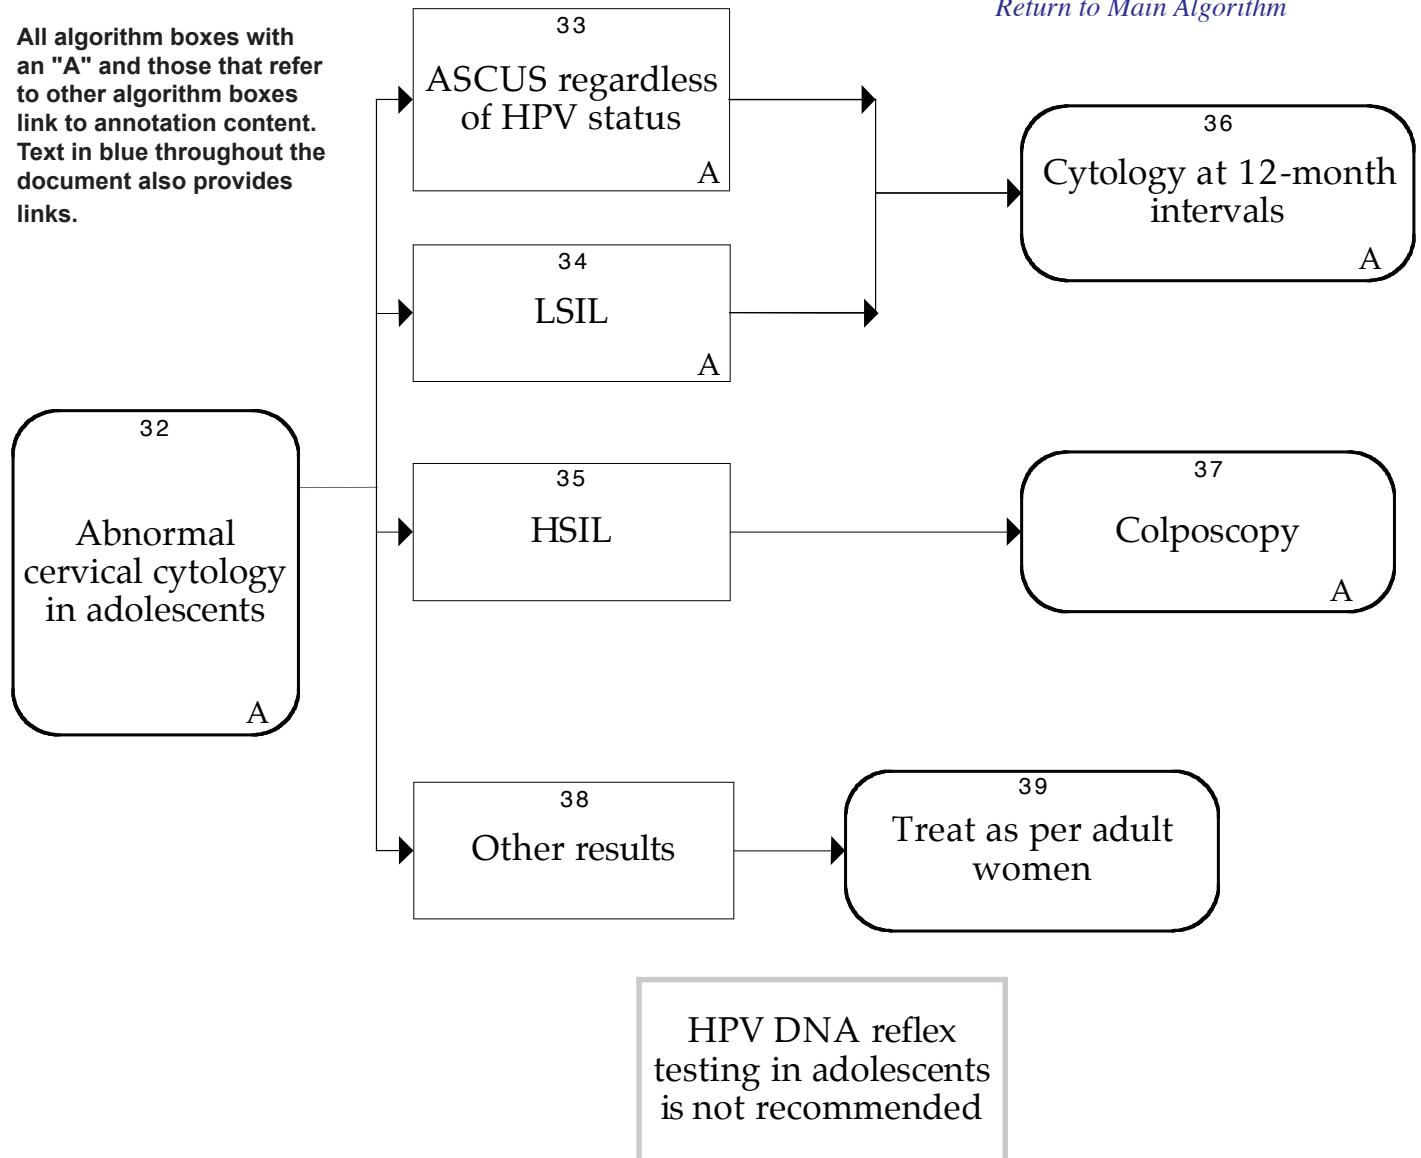 Return to Main Algorithm
All algorithm boxes with
an "A" and those that refer
to other algorithm boxes
link to annotation content.
Text in blue throughout the
document also provides
links.
33
ASCUS regardless
of HPV status
A
36
Cytology at 12-month
intervals
A
34
LSIL
A
32
Abnormal
cervical cytology
in adolescents
A
35
HSIL
37
Colposcopy
A
38
Other results
39
Treat as per adult
women
HPV DNA reflex
testing in adolescents
is not recommended